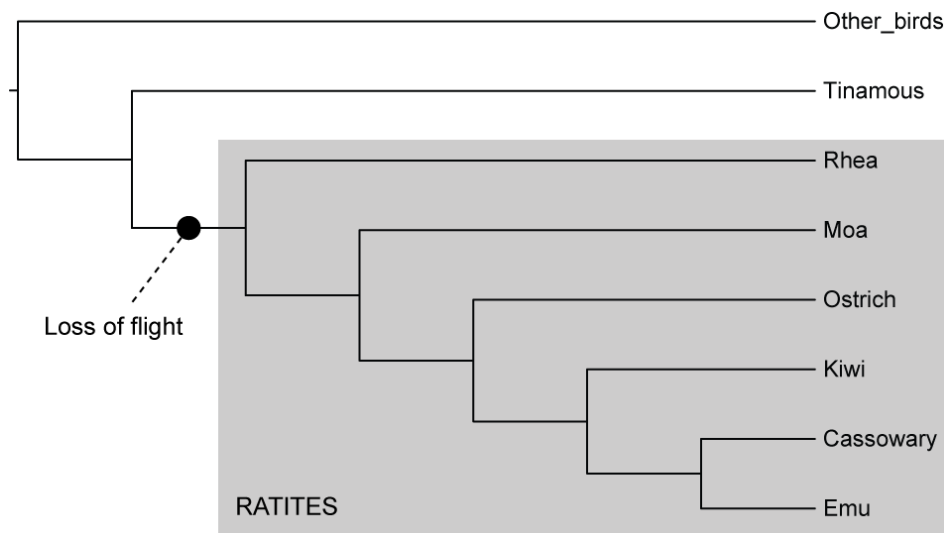 Other_birds
Tinamous
Rhea
Moa
Ostrich
Loss of flight
Kiwi
Cassowary
RATITES
Emu